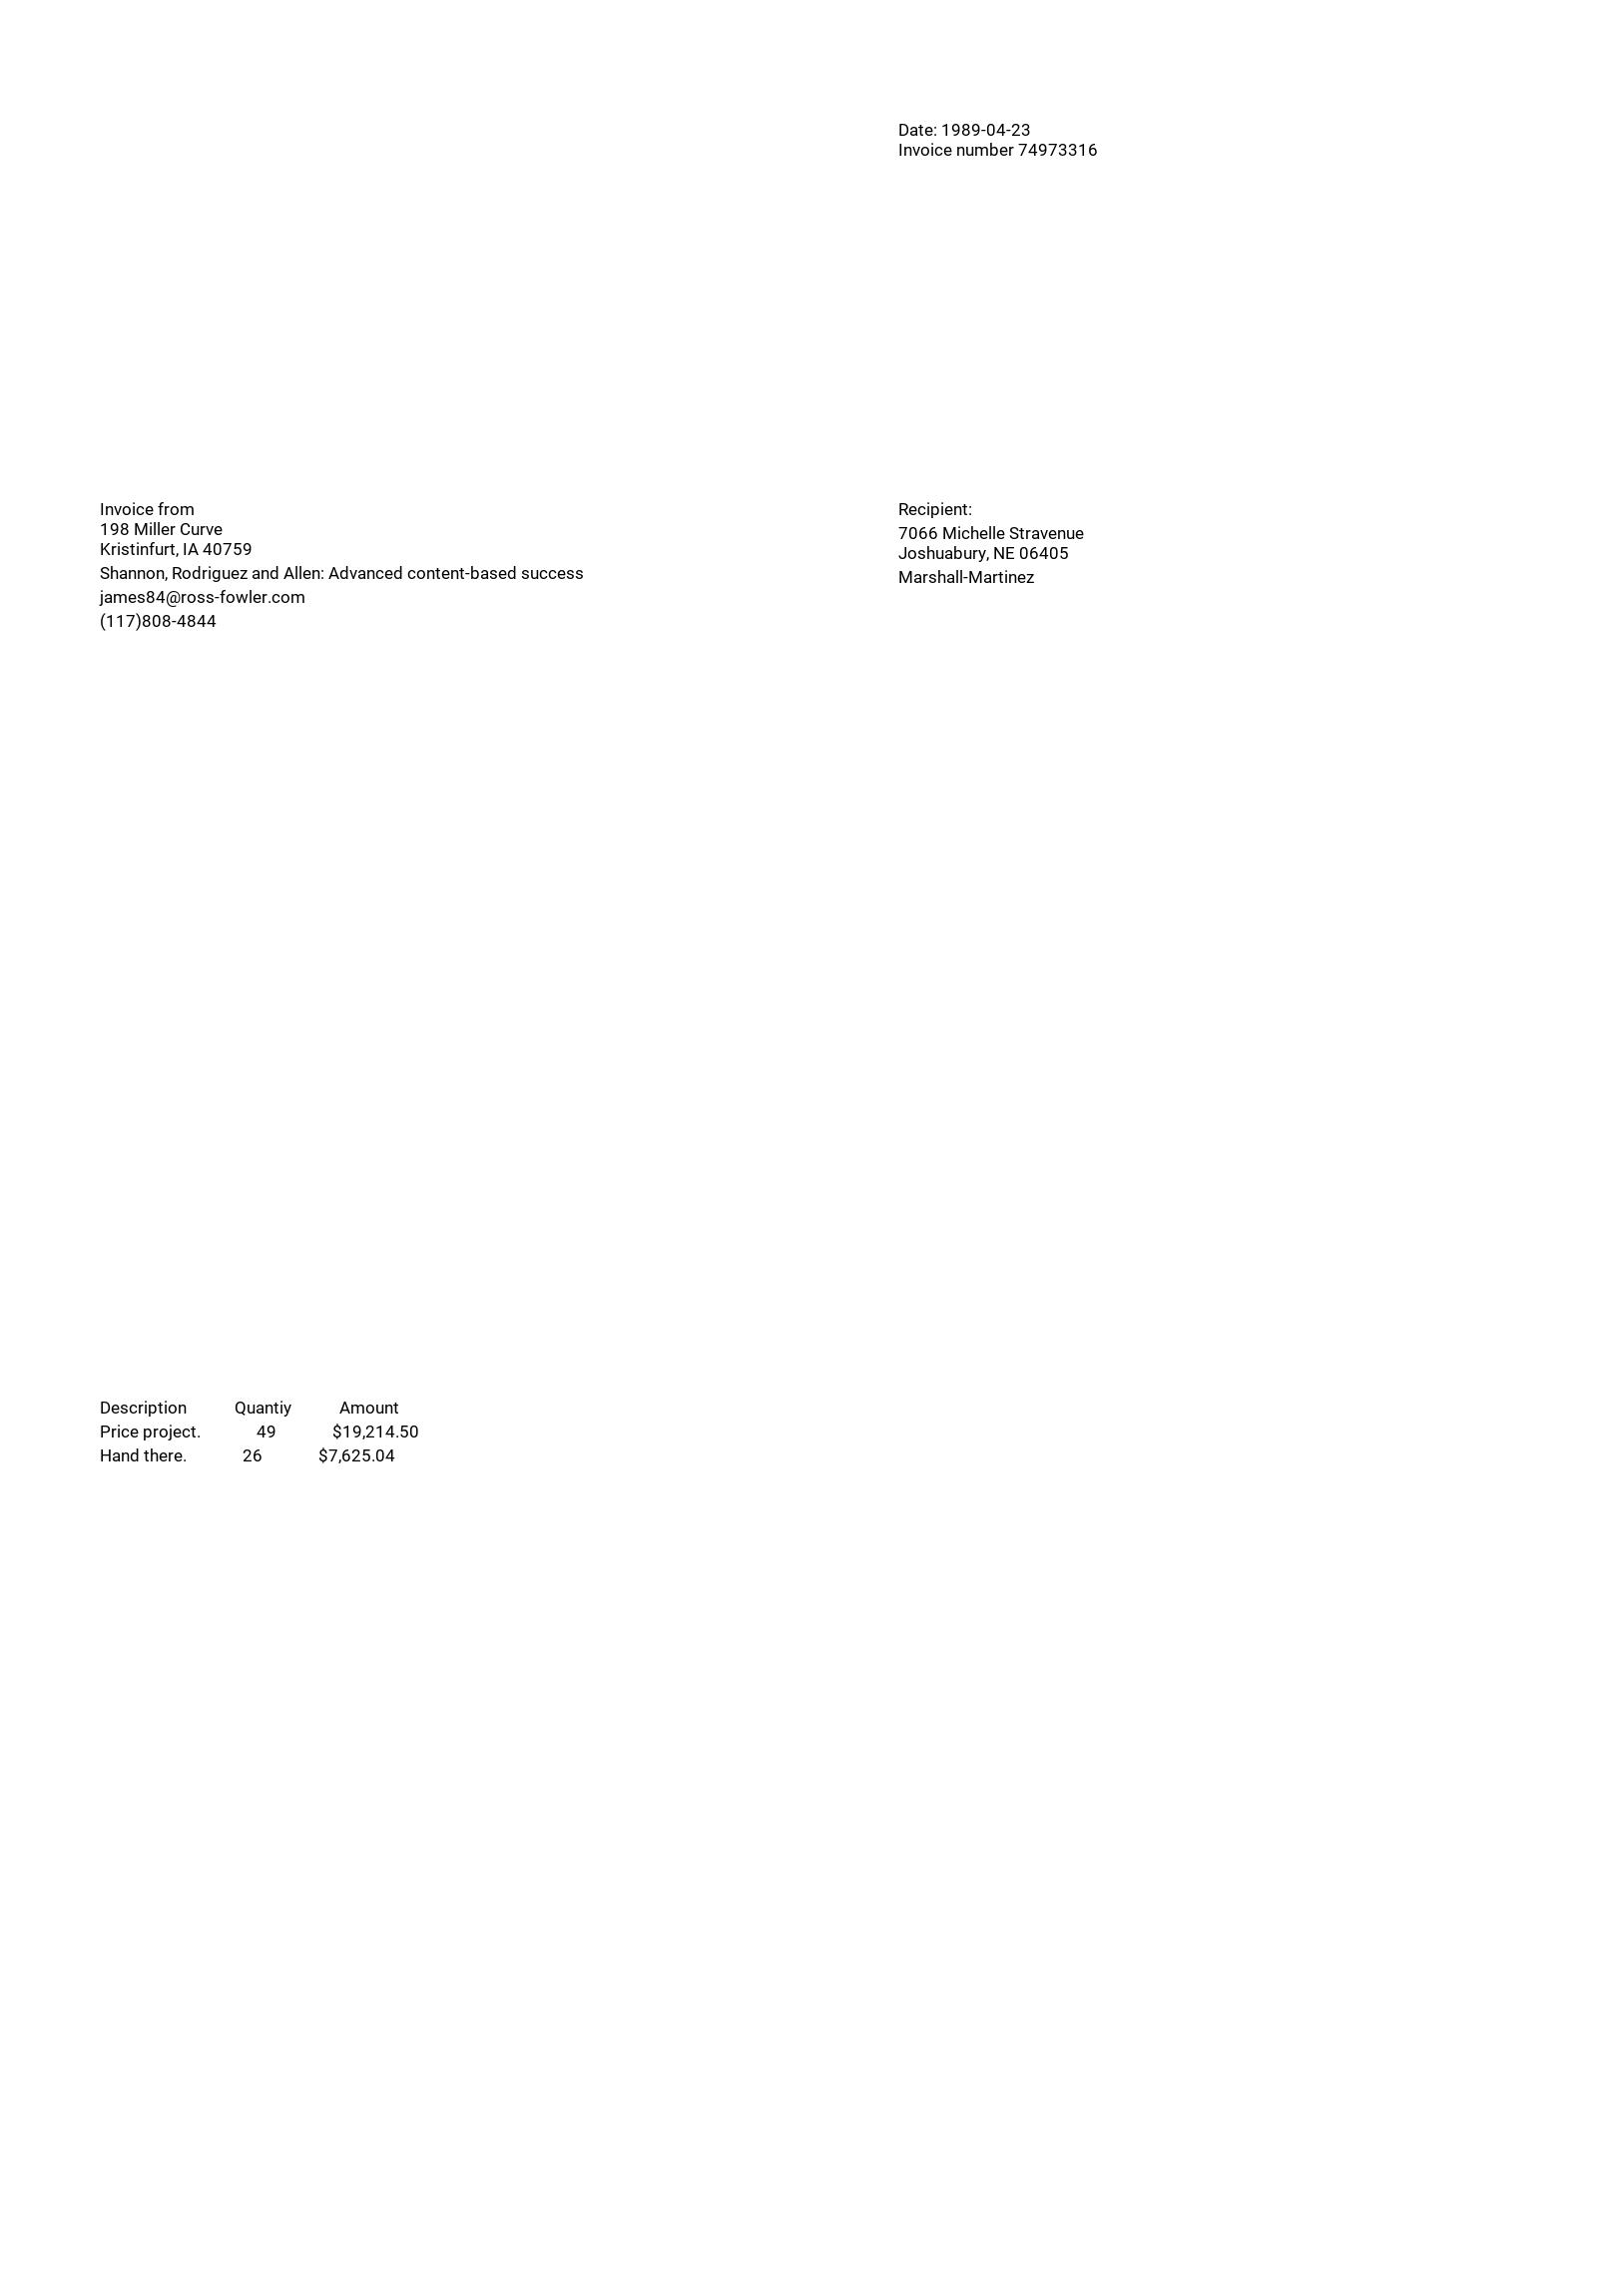 Date: 1989-04-23
Invoice number 74973316
Invoice from
198 Miller Curve
Kristinfurt, IA 40759
Shannon, Rodriguez and Allen: Advanced content-based success
james84@ross-fowler.com
(117)808-4844
Recipient:
7066 Michelle Stravenue
Joshuabury, NE 06405
Marshall-Martinez
Description Quantiy Amount
Price project. 49 $19,214.50
Hand there. 26 $7,625.04